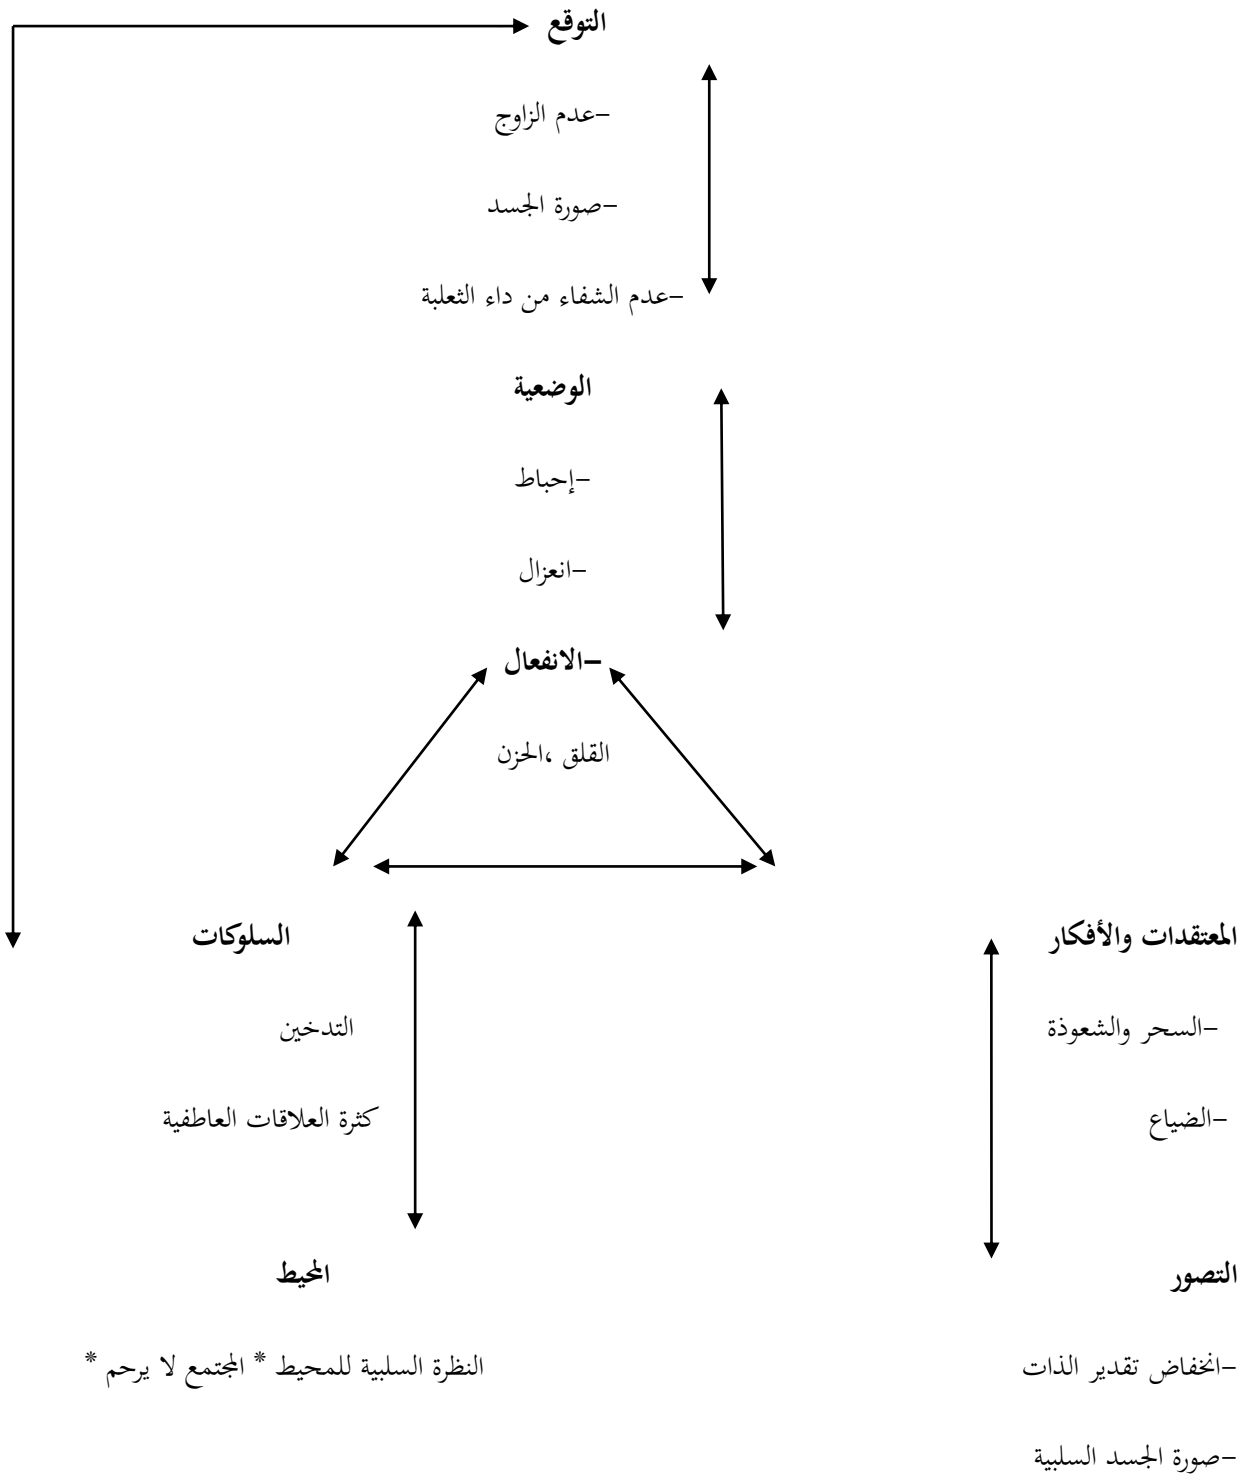 التوقع
-عدم الزاوج
-صورة الجسد
-عدم الشفاء من داء الثعلبة
الوضعية
-إحباط
-انعزال
-الانفعال
القلق ،الحزن
المعتقدات والأفكار
السلوكات
-السحر والشعوذة
التدخين
-الضياع
كثرة العلاقات العاطفية
التصور
المحيط
-انخفاض تقدير الذات
النظرة السلبية للمحيط * المجتمع لا يرحم *
-صورة الجسد السلبية